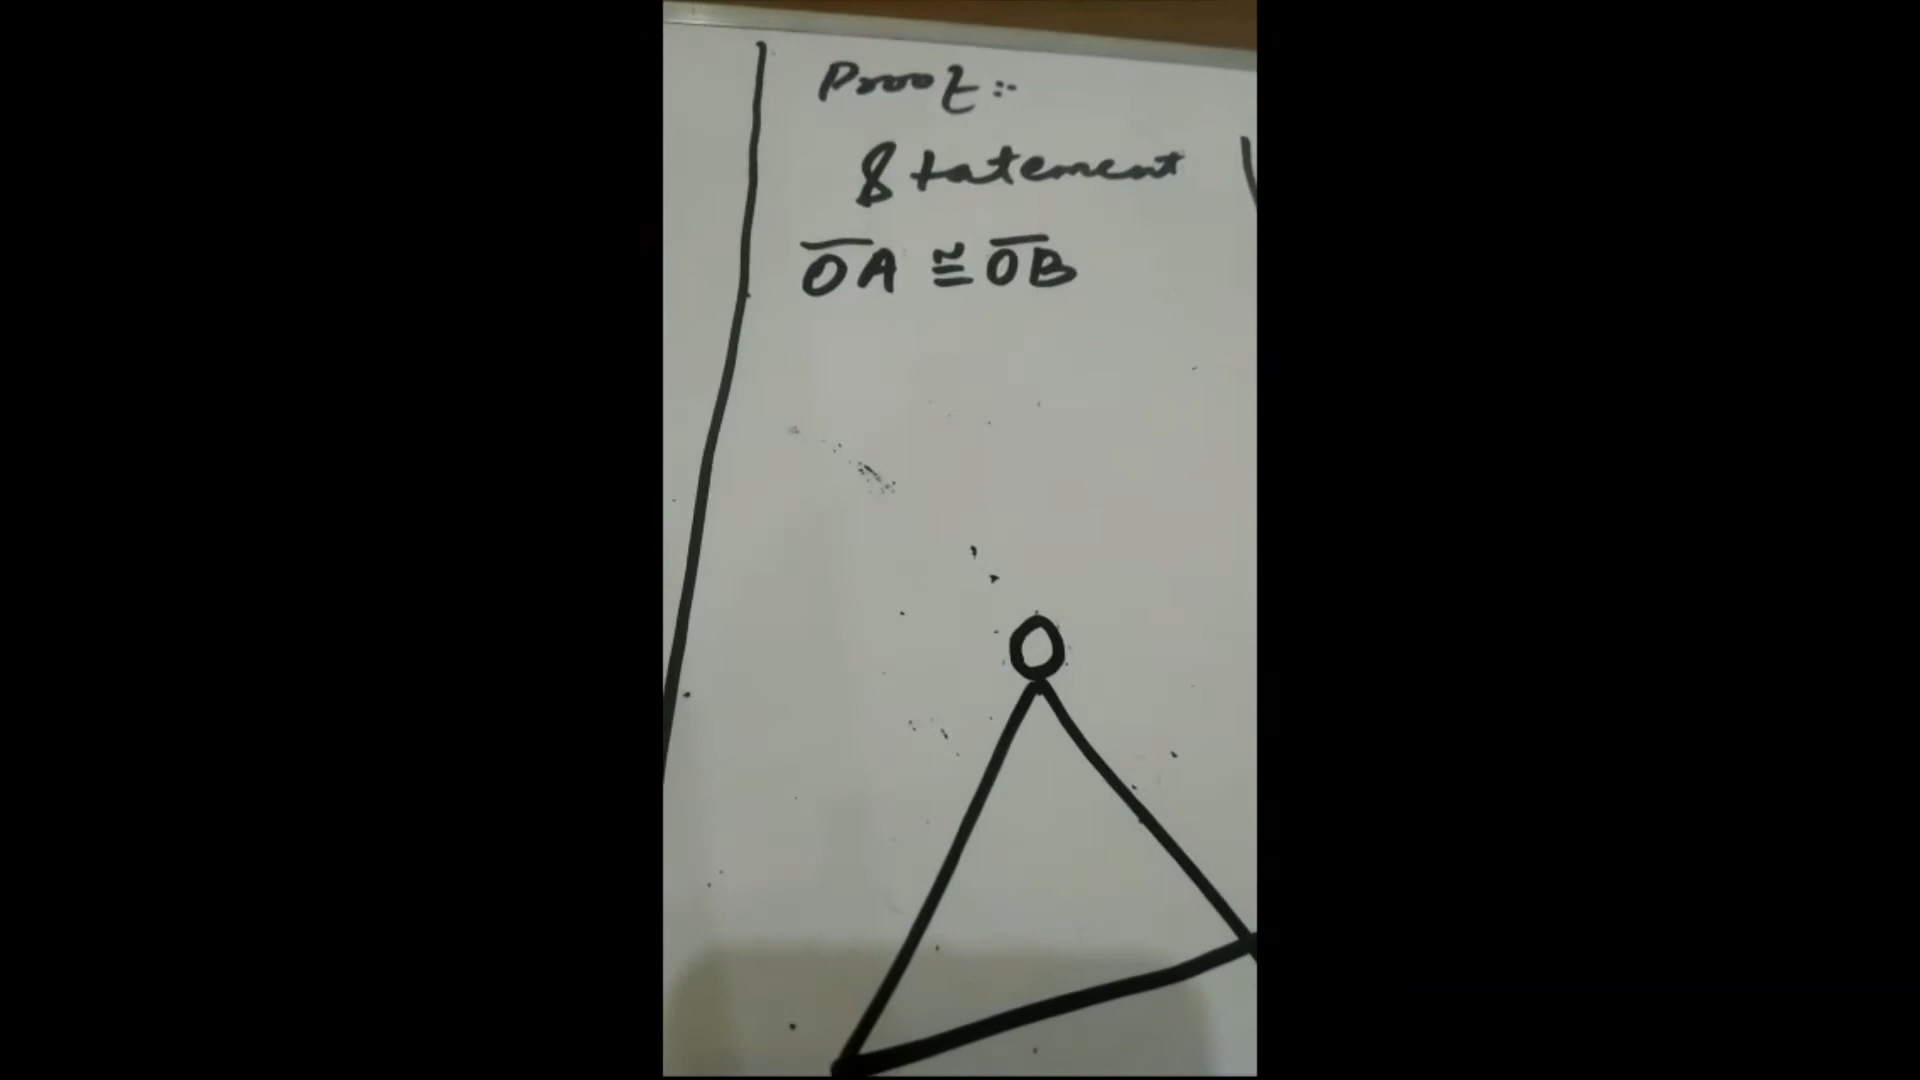 Proof :-
Statement
OA ≅ OB
O